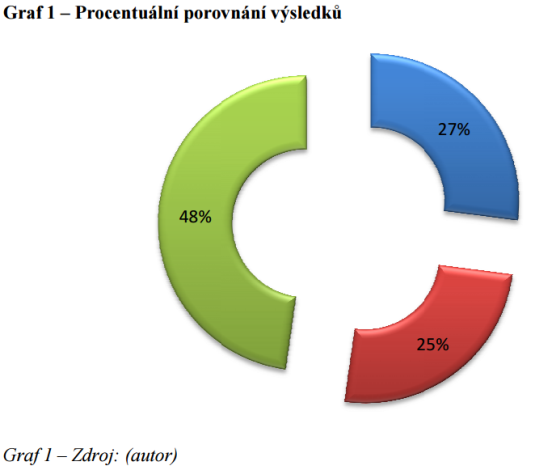 Graf 1 – Procentuální porovnání výsledků
27%
48%
25%
Graf 1 – Zdroj: (autor)